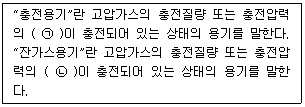 “충전용기”란 고압가스의 충전질량 또는 충전압력
의 ( ㉠ )이 충전되어 있는 상태의 용기를 말한다.
“잔가스용기”란 고압가스의 충전질량 또는 충전압
력의 ( ㉡ )이 충전되어 있는 상태의 용기를 말한
다.